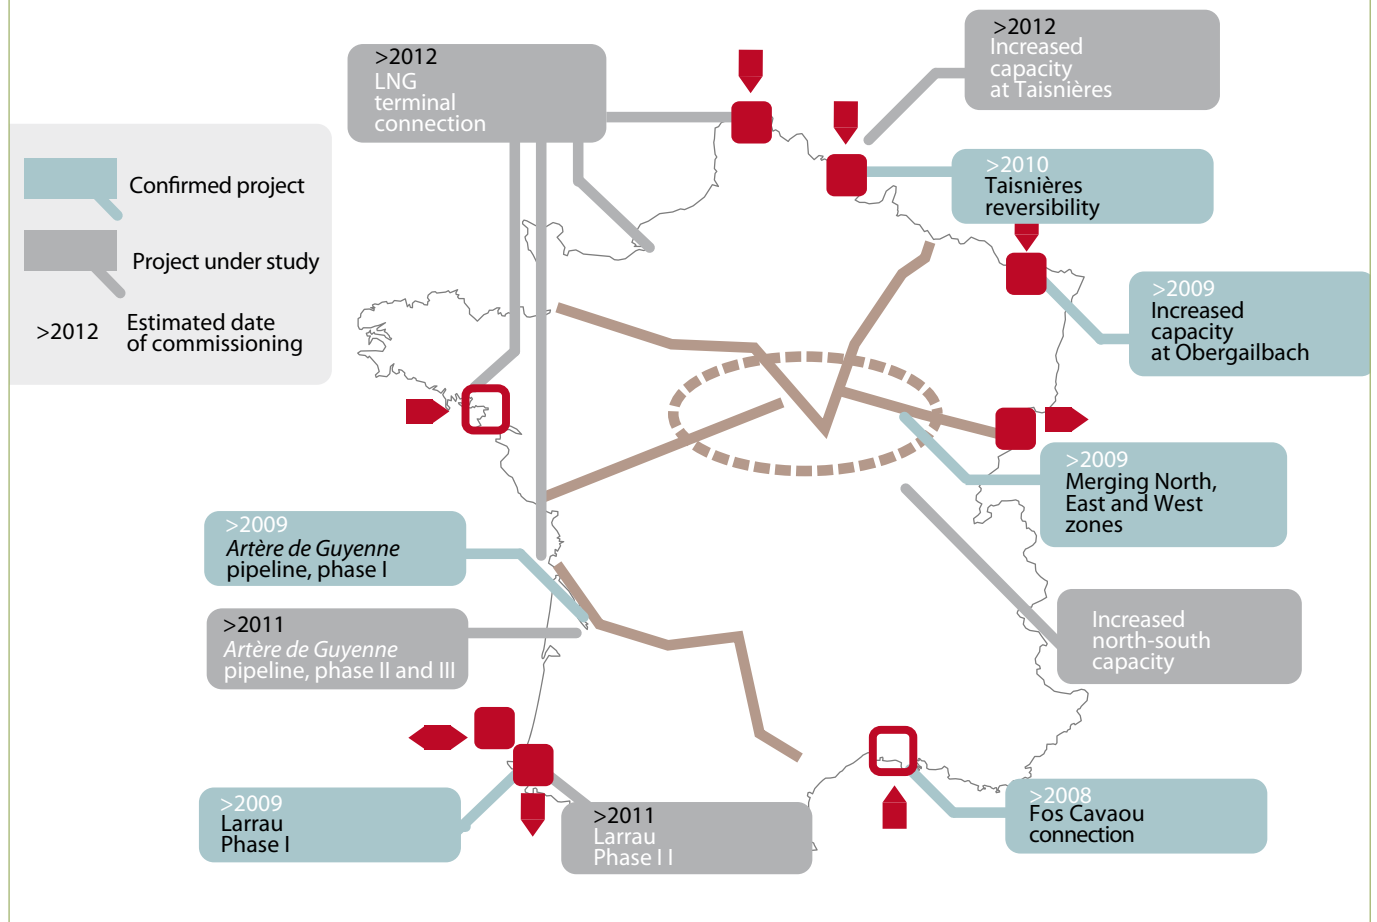 >2012
LNG
terminal
connection
>2012
Increased
capacity
at Taisnières
Confirmed project
Project under study
>2012
Estimated date
of commissioning
>2010
Taisnières
reversibility
>2009
Increased
capacity
at Obergailbach
>2009
Merging North,
East and West
zones
>2009
Artère de Guyenne
pipeline, phase I
>2011
Artère de Guyenne
pipeline, phase II and III
Increased
north-south
capacity
>2009
Larrau
Phase I
>2011
Larrau
Phase I I
>2008
Fos Cavaou
connection